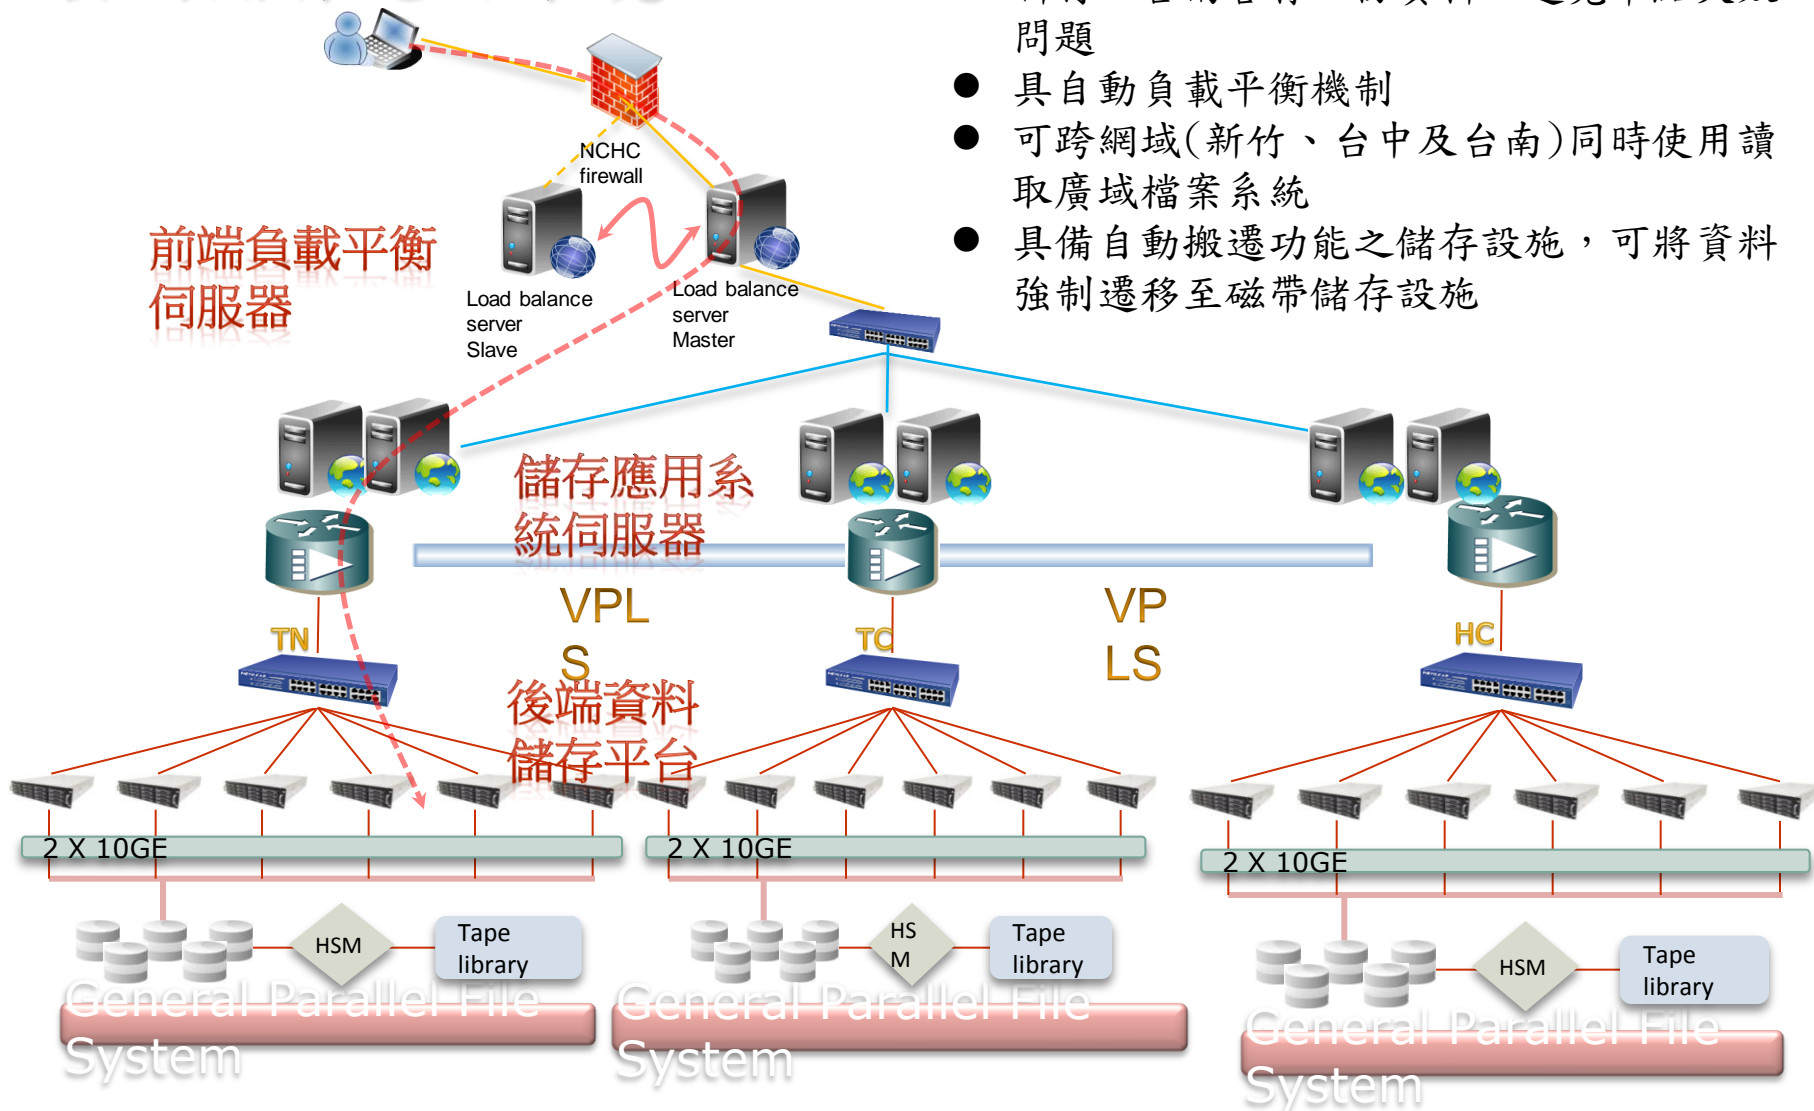 問題
● 具自動負載平衡機制
● 可跨網域(新竹、台中及台南)同時使用讀
取廣域檔案系統
● 具備自動搬遷功能之儲存設施，可將資料
強制遷移至磁帶儲存設施
NCHC
firewall
前端負載平衡
伺服器
Load balance
server
Slave
Load balance
server
Master
儲存應用系
統伺服器
VPL
S
VP
LS
TN
TC
HC
後端資料
儲存平台
2 X 10GE
2 X 10GE
2 X 10GE
HSM
Tape
library
HS
M
Tape
library
HSM
Tape
library
General Parallel File
System
General Parallel File
System
General Parallel File
System